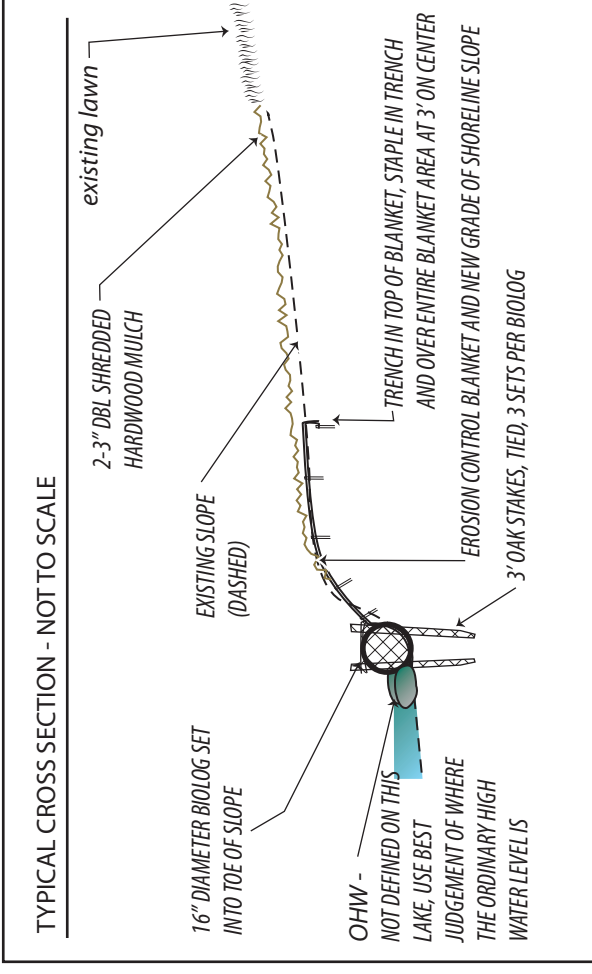 TYPICAL CROSS SECTION - NOT TO SCALE
existing lawn
2-3" DBL SHREDDED
HARDWOOD MULCH
EXISTING SLOPE
(DASHED)
16" DIAMETER BIOLOG SET
INTO TOE OF SLOPE
OHW -
NOT DEFINED ON THIS
LAKE, USE BEST
JUDGEMENT OF WHERE
THE ORDINARY HIGH
WATER LEVEL IS
TRENCH IN TOP OF BLANKET, STAPLE IN TRENCH
AND OVER ENTIRE BLANKET AREA AT 3' ON CENTER
EROSION CONTROL BLANKET AND NEW GRADE OF SHORELINE SLOPE
3' OAK STAKES, TIED, 3 SETS PER BIOLOG